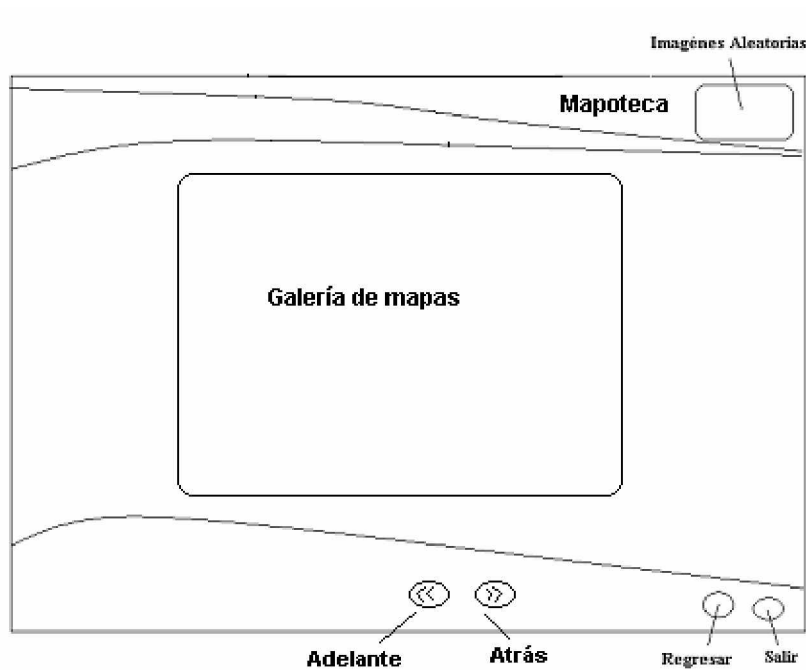 Imagénes Aleatorias
Mapoteca
Galería de mapas
Adelante
Atrás
Regresar
Salir